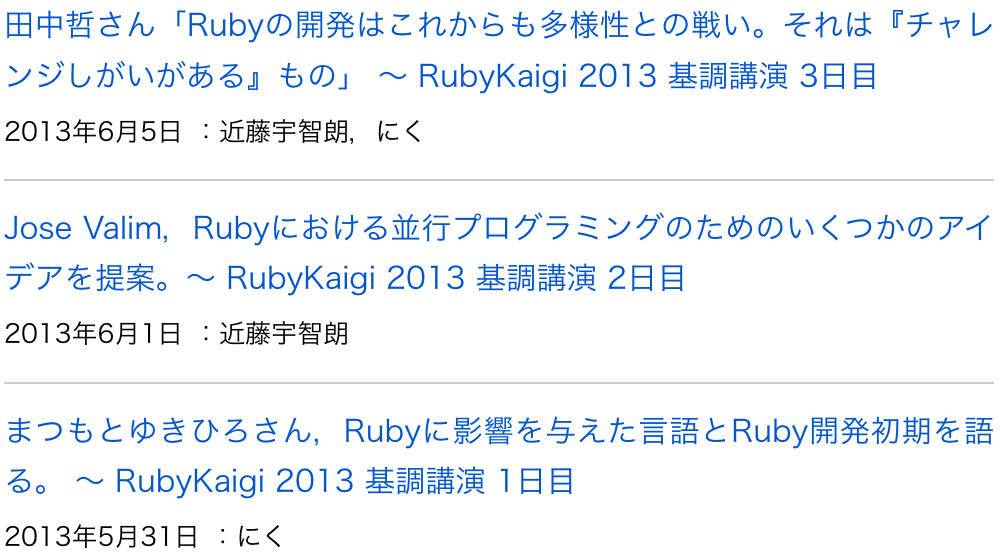 田中哲さん「Rubyの開発はこれからも多様性との戦い。それは『チャレ
ンジしがいがある』もの」 ～ RubyKaigi 2013 基調講演 3日目
2013年6月5日 ：近藤宇智朗，にく
Jose Valim，Rubyにおける並行プログラミングのためのいくつかのアイ
デアを提案。～ RubyKaigi 2013 基調講演 2日目
2013年6月1日 ：近藤宇智朗
まつもとゆきひろさん，Rubyに影響を与えた言語とRuby開発初期を語
る。 ～ RubyKaigi 2013 基調講演 1日目
2013年5月31日 ：にく